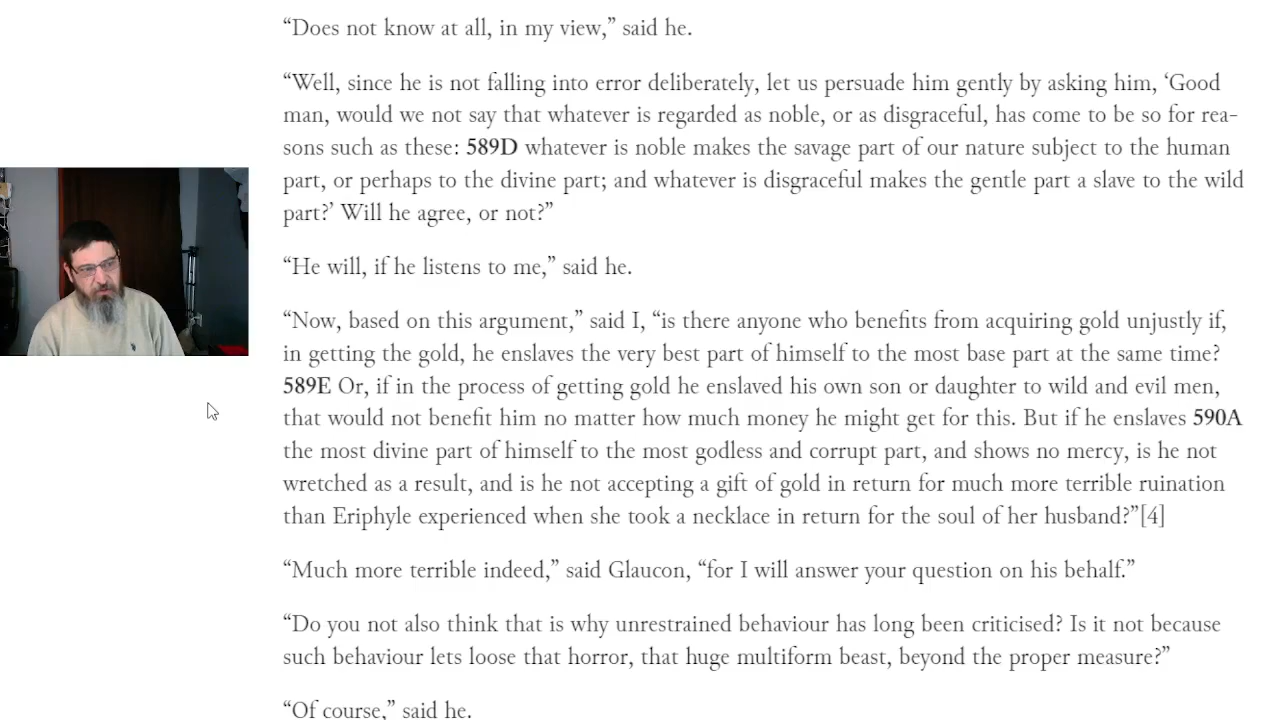 “Does not know at all, in my view,” said he.
“Well, since he is not falling into error deliberately, let us persuade him gently by asking him, ‘Good
man, would we not say that whatever is regarded as noble, or as disgraceful, has come to be so for rea-
sons such as these: 589D whatever is noble makes the savage part of our nature subject to the human
part, or perhaps to the divine part; and whatever is disgraceful makes the gentle part a slave to the wild
part?’ Will he agree, or not?”
“He will, if he listens to me,” said he.
“Now, based on this argument,” said I, “is there anyone who benefits from acquiring gold unjustly if,
in getting the gold, he enslaves the very best part of himself to the most base part at the same time?
589E Or, if in the process of getting gold he enslaved his own son or daughter to wild and evil men,
that would not benefit him no matter how much money he might get for this. But if he enslaves 590A
the most divine part of himself to the most godless and corrupt part, and shows no mercy, is he not
wretched as a result, and is he not accepting a gift of gold in return for much more terrible ruination
than Eriphyle experienced when she took a necklace in return for the soul of her husband?”[4]
“Much more terrible indeed,” said Glaucon, “for I will answer your question on his behalf.”
“Do you not also think that is why unrestrained behaviour has long been criticised? Is it not because
such behaviour lets loose that horror, that huge multiform beast, beyond the proper measure?”
“Of course,” said he.